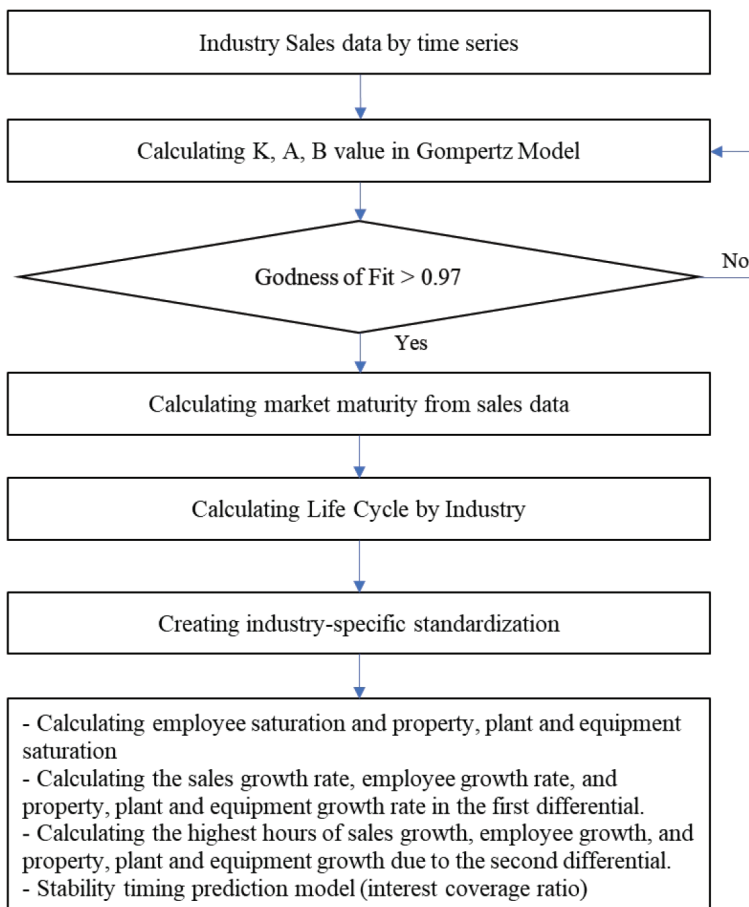 Industry Sales data by time series
Calculating K, A, B value in Gompertz Model
Godness of Fit > 0.97
No
Yes
Calculating market maturity from sales data
Calculating Life Cycle by Industry
Creating industry-specific standardization
- Calculating employee saturation and property, plant and equipment
saturation
- Calculating the sales growth rate, employee growth rate, and
property, plant and equipment growth rate in the first differential.
- Calculating the highest hours of sales growth, employee growth, and
property, plant and equipment growth due to the second differential.
- Stability timing prediction model (interest coverage ratio)